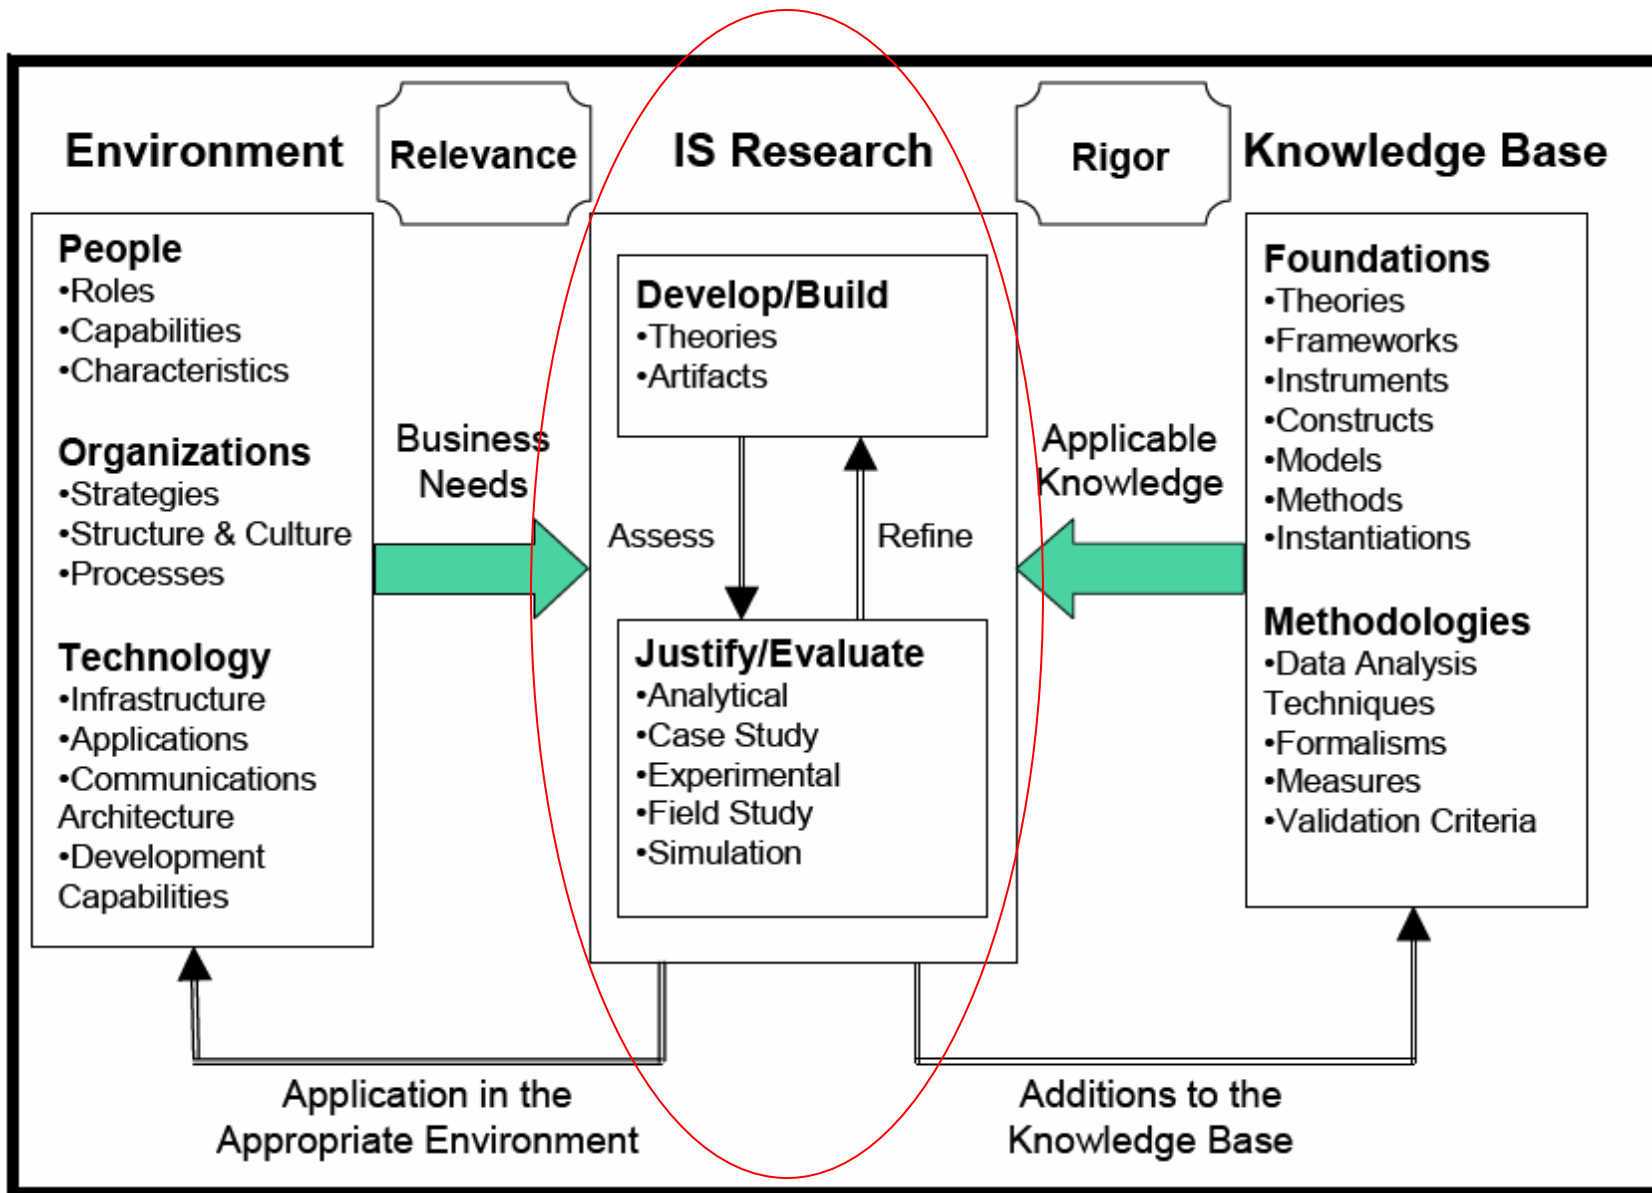 Environment
Relevance
IS Research
Rigor
Knowledge Base
People
•Roles
•Capabilities
•Characteristics
Organizations
•Strategies
•Structure & Culture
•Processes
Technology
•Infrastructure
•Applications
•Communications
Architecture
•Development
Capabilities
Business
Needs
Develop/Build
•Theories
•Artifacts
Assess
Refine
Justify/Evaluate
•Analytical
•Case Study
•Experimental
•Field Study
•Simulation
Applicable
Knowledge
Foundations
•Theories
•Frameworks
•Instruments
•Constructs
•Models
•Methods
•Instantiations
Methodologies
•Data Analysis
Techniques
•Formalisms
•Measures
•Validation Criteria
Application in the
Appropriate Environment
Additions to the
Knowledge Base